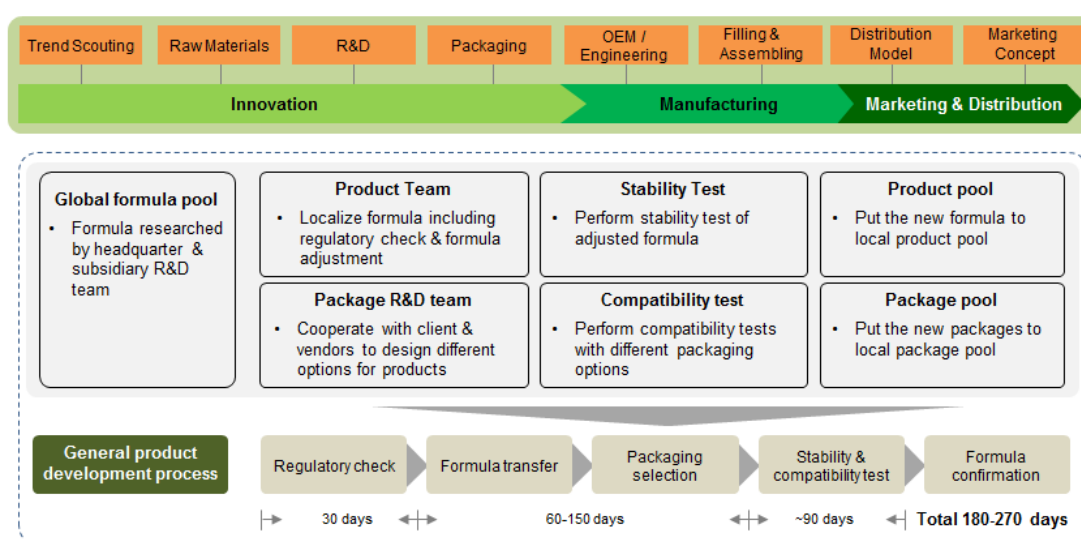 Trend Scouting
Raw Materials
R&D
Packaging
OEM /
Engineering
Filling &
Assembling
Distribution
Model
Marketing
Concept
Innovation
Manufacturing
Marketing & Distribution
Global formula pool
• Formula researched
by headquarter &
subsidiary R&D
team
Product Team
• Localize formula including
regulatory check & formula
adjustment
Stability Test
• Perform stability test of
adjusted formula
Product pool
• Put the new formula to
local product pool
Package R&D team
• Cooperate with client &
vendors to design different
options for products
Compatibility test
• Perform compatibility tests
with different packaging
options
Package pool
• Put the new packages to
local package pool
General product
development process
Regulatory check
Formula transfer
Packaging
selection
Stability &
compatibility test
Formula
confirmation
30 days
60-150 days
~90 days
Total 180-270 days